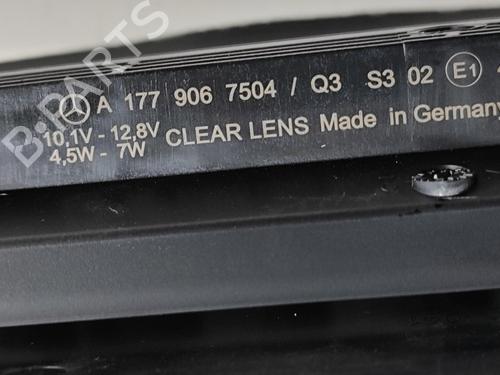 A 177 906 7504 / Q3 S3 02 E1
10,1V - 12,8V
4,5W - 7W
CLEAR LENS Made in Germany
B-PARTS